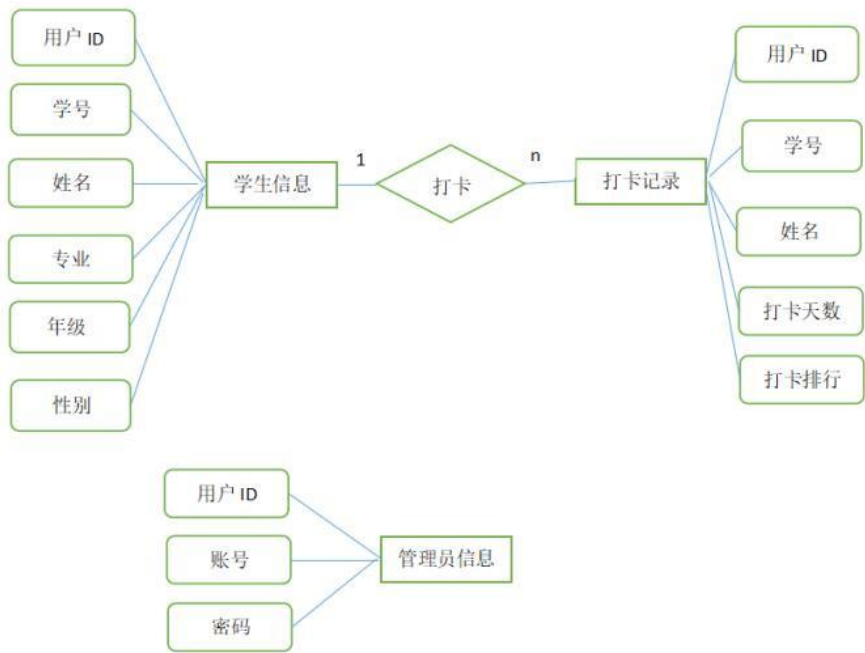 用户 ID
学号
姓名
专业
年级
性别
学生信息
1
打卡
n
打卡记录
用户 ID
学号
姓名
打卡天数
打卡排行
用户 ID
账号
密码
管理员信息